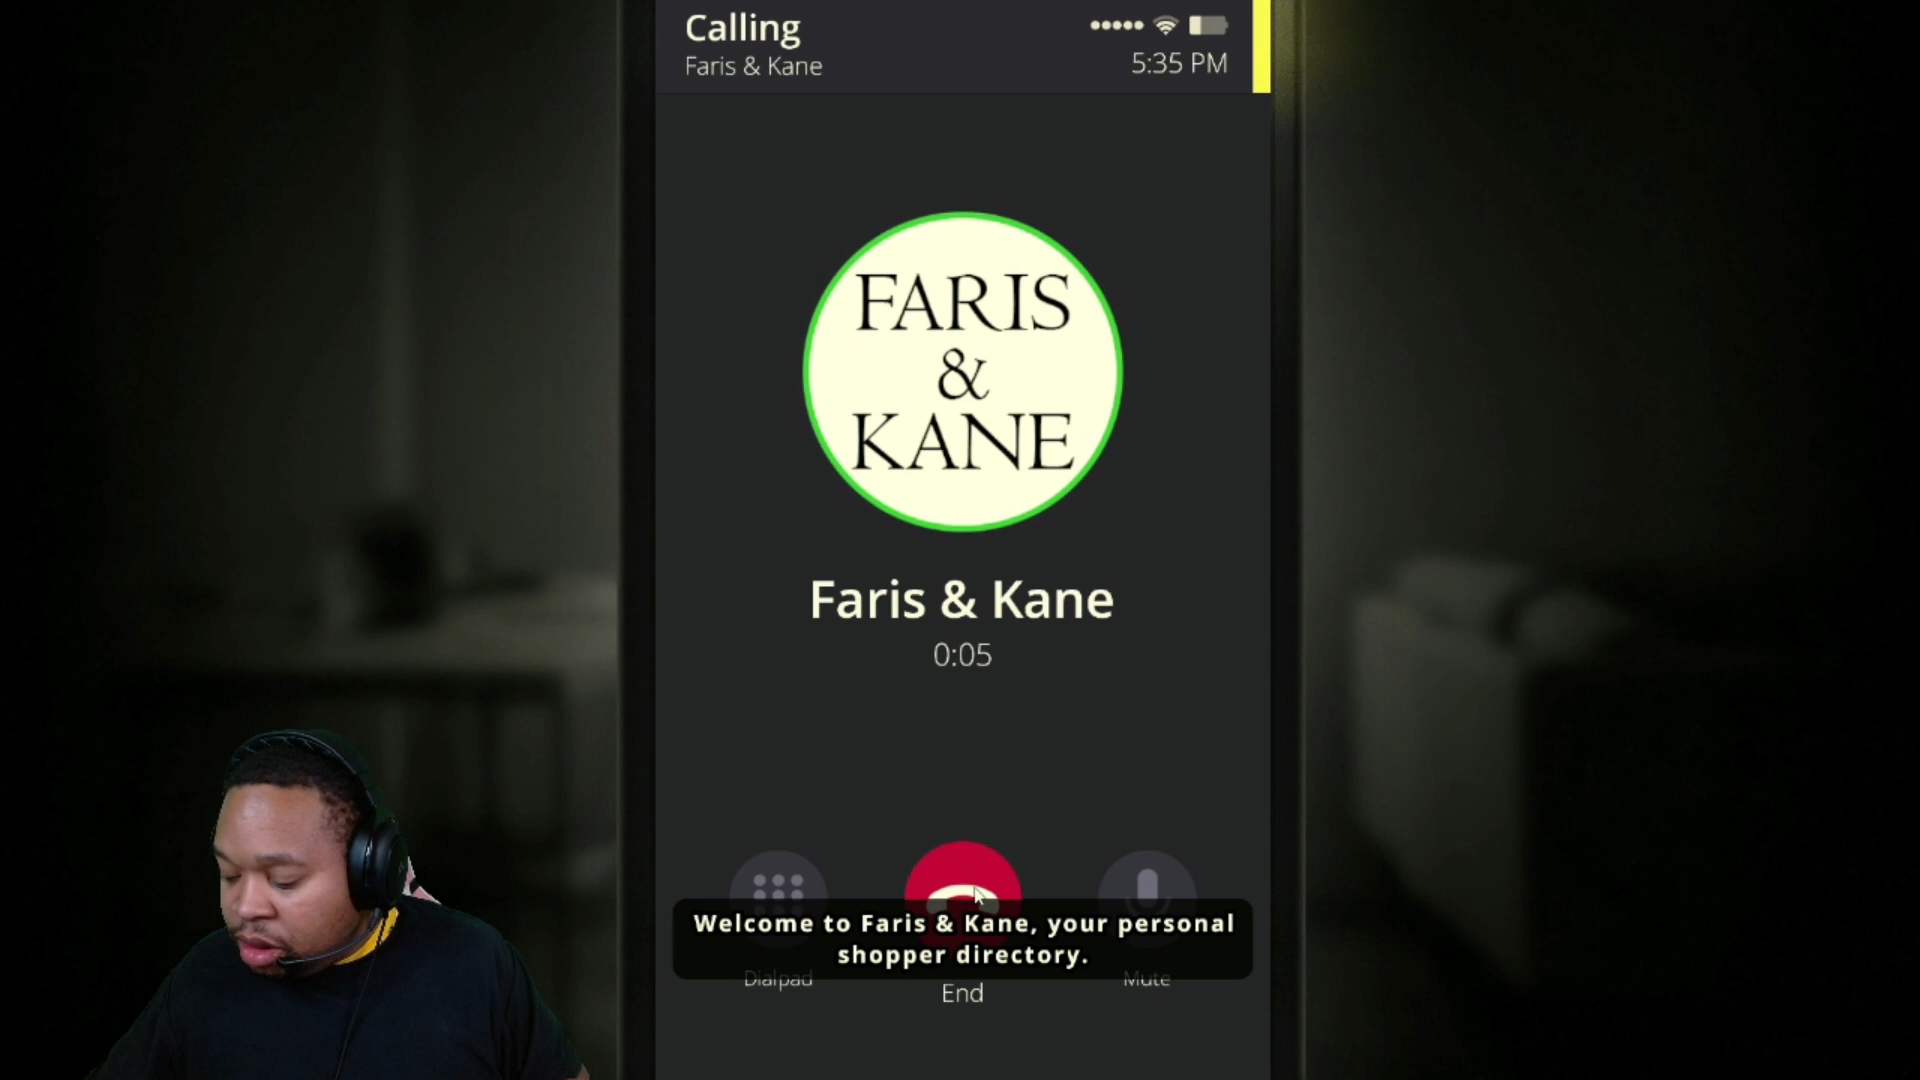 Calling
Faris & Kane
5:35 PM
FARIS
&
KANE
Faris & Kane
0:05
Welcome to Faris & Kane, your personal
shopper directory.
Dialpad
End
Mute